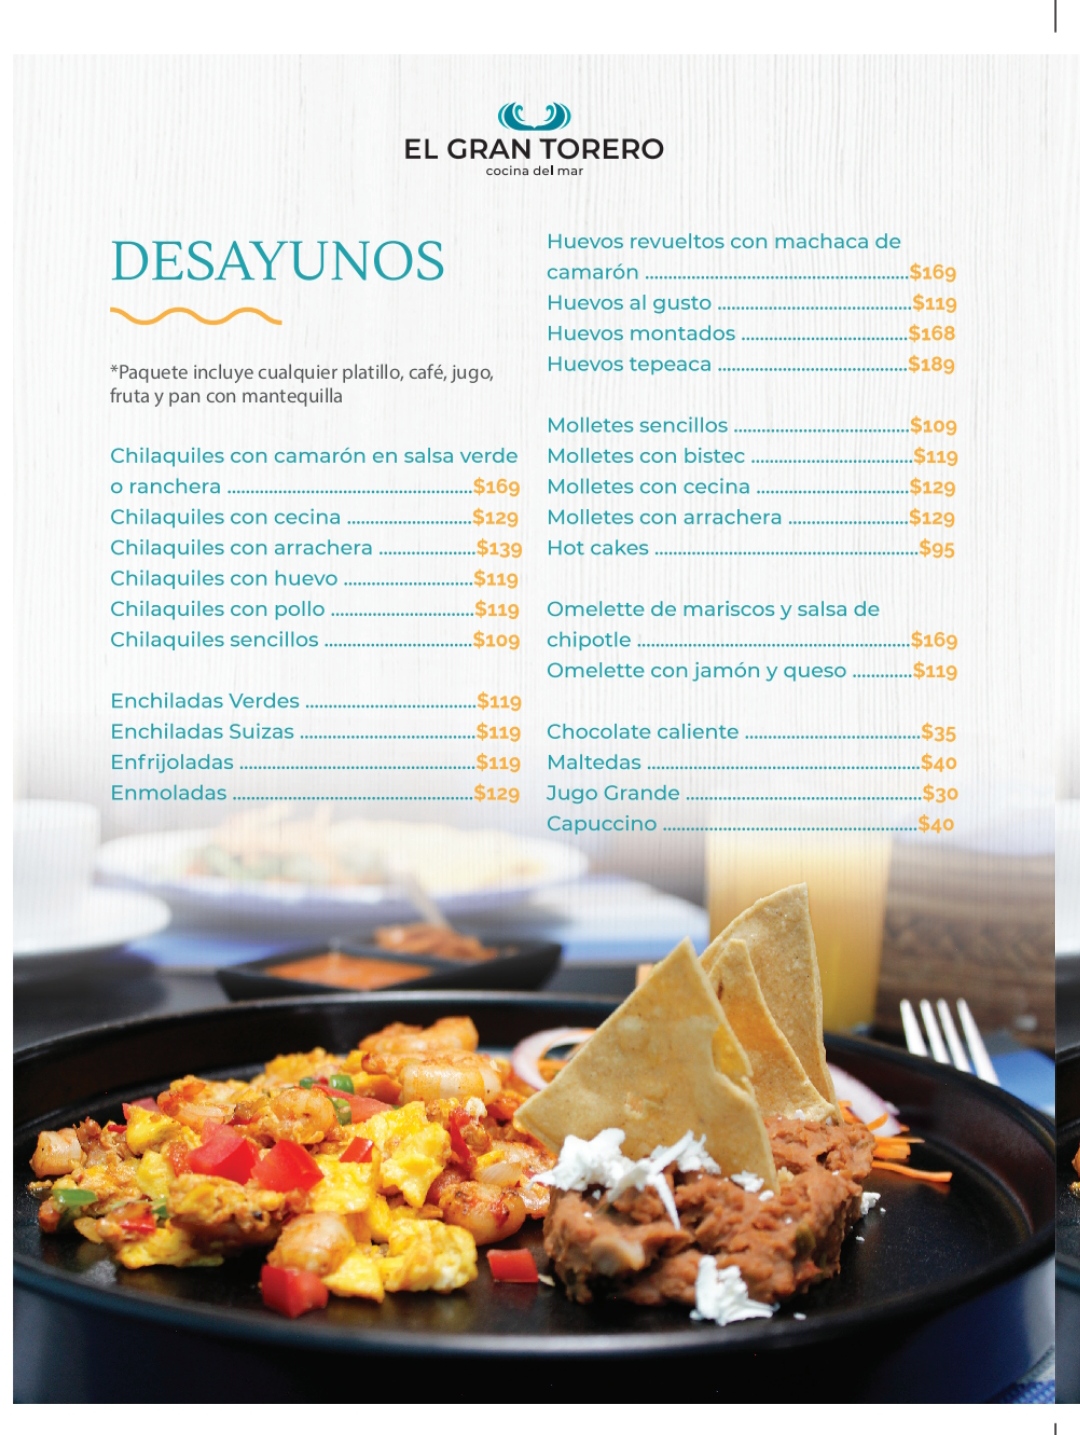 EL GRAN TORERO
cocina del mar
DESAYUNOS
*Paquete incluye cualquier platillo, café, jugo,
fruta y pan con mantequilla
Chilaquiles con camarón en salsa verde
o ranchera ..................................................$169
Chilaquiles con cecina ..........................$129
Chilaquiles con arrachera ....................$139
Chilaquiles con huevo ...........................$119
Chilaquiles con pollo ..............................$119
Chilaquiles sencillos ...............................$109
Enchiladas Verdes ....................................$119
Enchiladas Suizas .....................................$119
Enfrijoladas ..................................................$119
Enmoladas ...................................................$129
Huevos revueltos con machaca de
camarón ........................................................$169
Huevos al gusto .........................................$119
Huevos montados ...................................$168
Huevos tepeaca ........................................$189
Molletes sencillos .....................................$109
Molletes con bistec ..................................$119
Molletes con cecina ................................$129
Molletes con arrachera .........................$129
Hot cakes ........................................................$95
Omelette de mariscos y salsa de
chipotle ..........................................................$169
Omelette con jamón y queso .............$119
Chocolate caliente .....................................$35
Maltedas ..........................................................$40
Jugo Grande ..................................................$30
Capuccino ......................................................$40